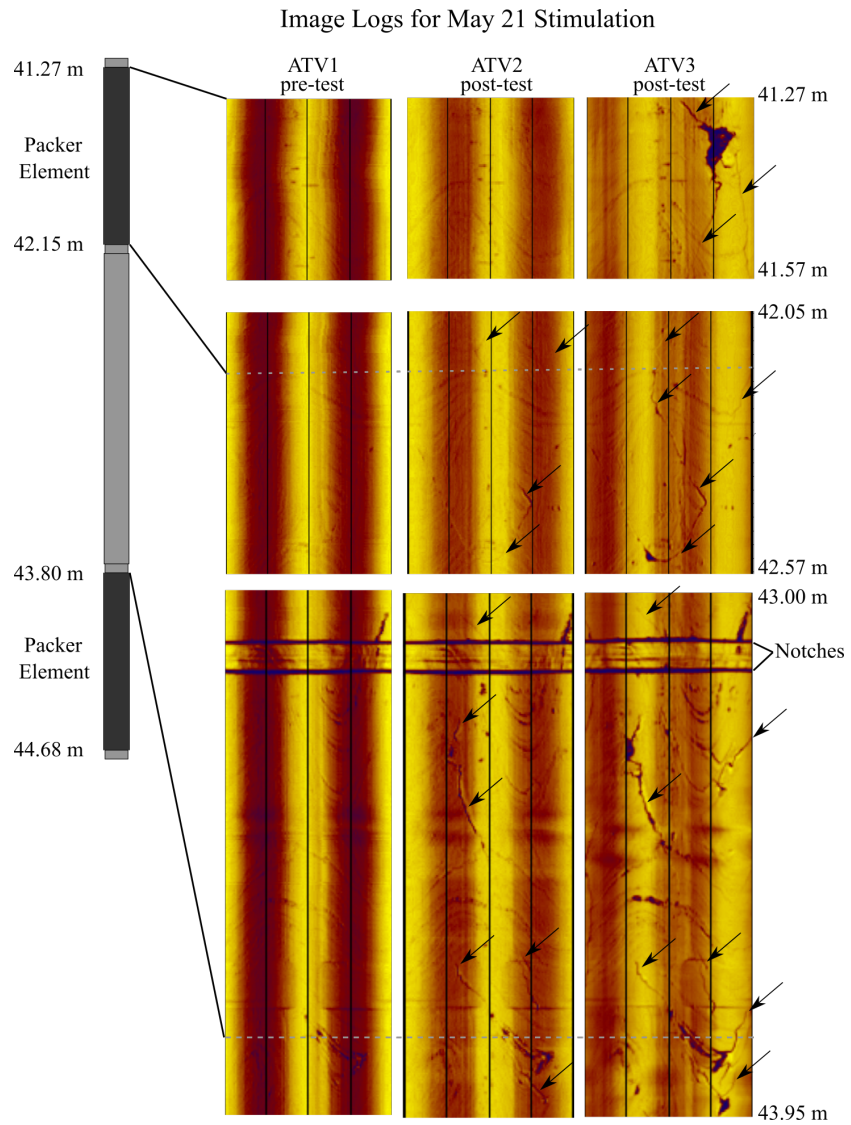 Image Logs for May 21 Stimulation
ATV1
pre-test
ATV2
post-test
ATV3
post-test
41.27 m
Packer
Element
42.15 m
43.80 m
Packer
Element
44.68 m
41.27 m
41.57 m
42.05 m
42.57 m
43.00 m
Notches
43.95 m